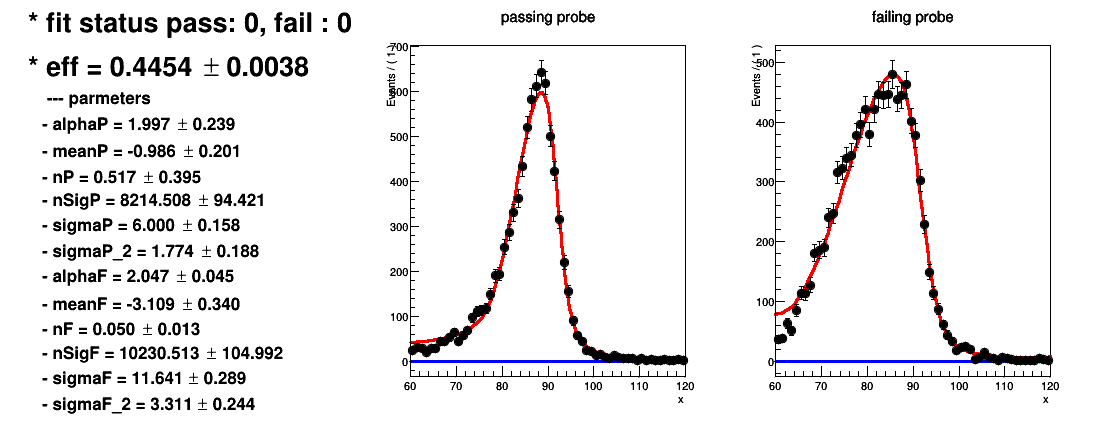 * fit status pass: 0, fail : 0
* eff = 0.4454 ± 0.0038
--- parmeters
- alphaP = 1.997 ± 0.239
- meanP = -0.986 ± 0.201
- nP = 0.517 ± 0.395
- nSigP = 8214.508 ± 94.421
- sigmaP = 6.000 ± 0.158
- sigmaP_2 = 1.774 ± 0.188
- alphaF = 2.047 ± 0.045
- meanF = -3.109 ± 0.340
- nF = 0.050 ± 0.013
- nSigF = 10230.513 ± 104.992
- sigmaF = 11.641 ± 0.289
- sigmaF_2 = 3.311 ± 0.244
passing probe
Events / ( 1 )
700
600
500
400
300
200
100
0
60 70 80 90 100 110 120
x
failing probe
Events / ( 1 )
500
400
300
200
100
0
60 70 80 90 100 110 120
x